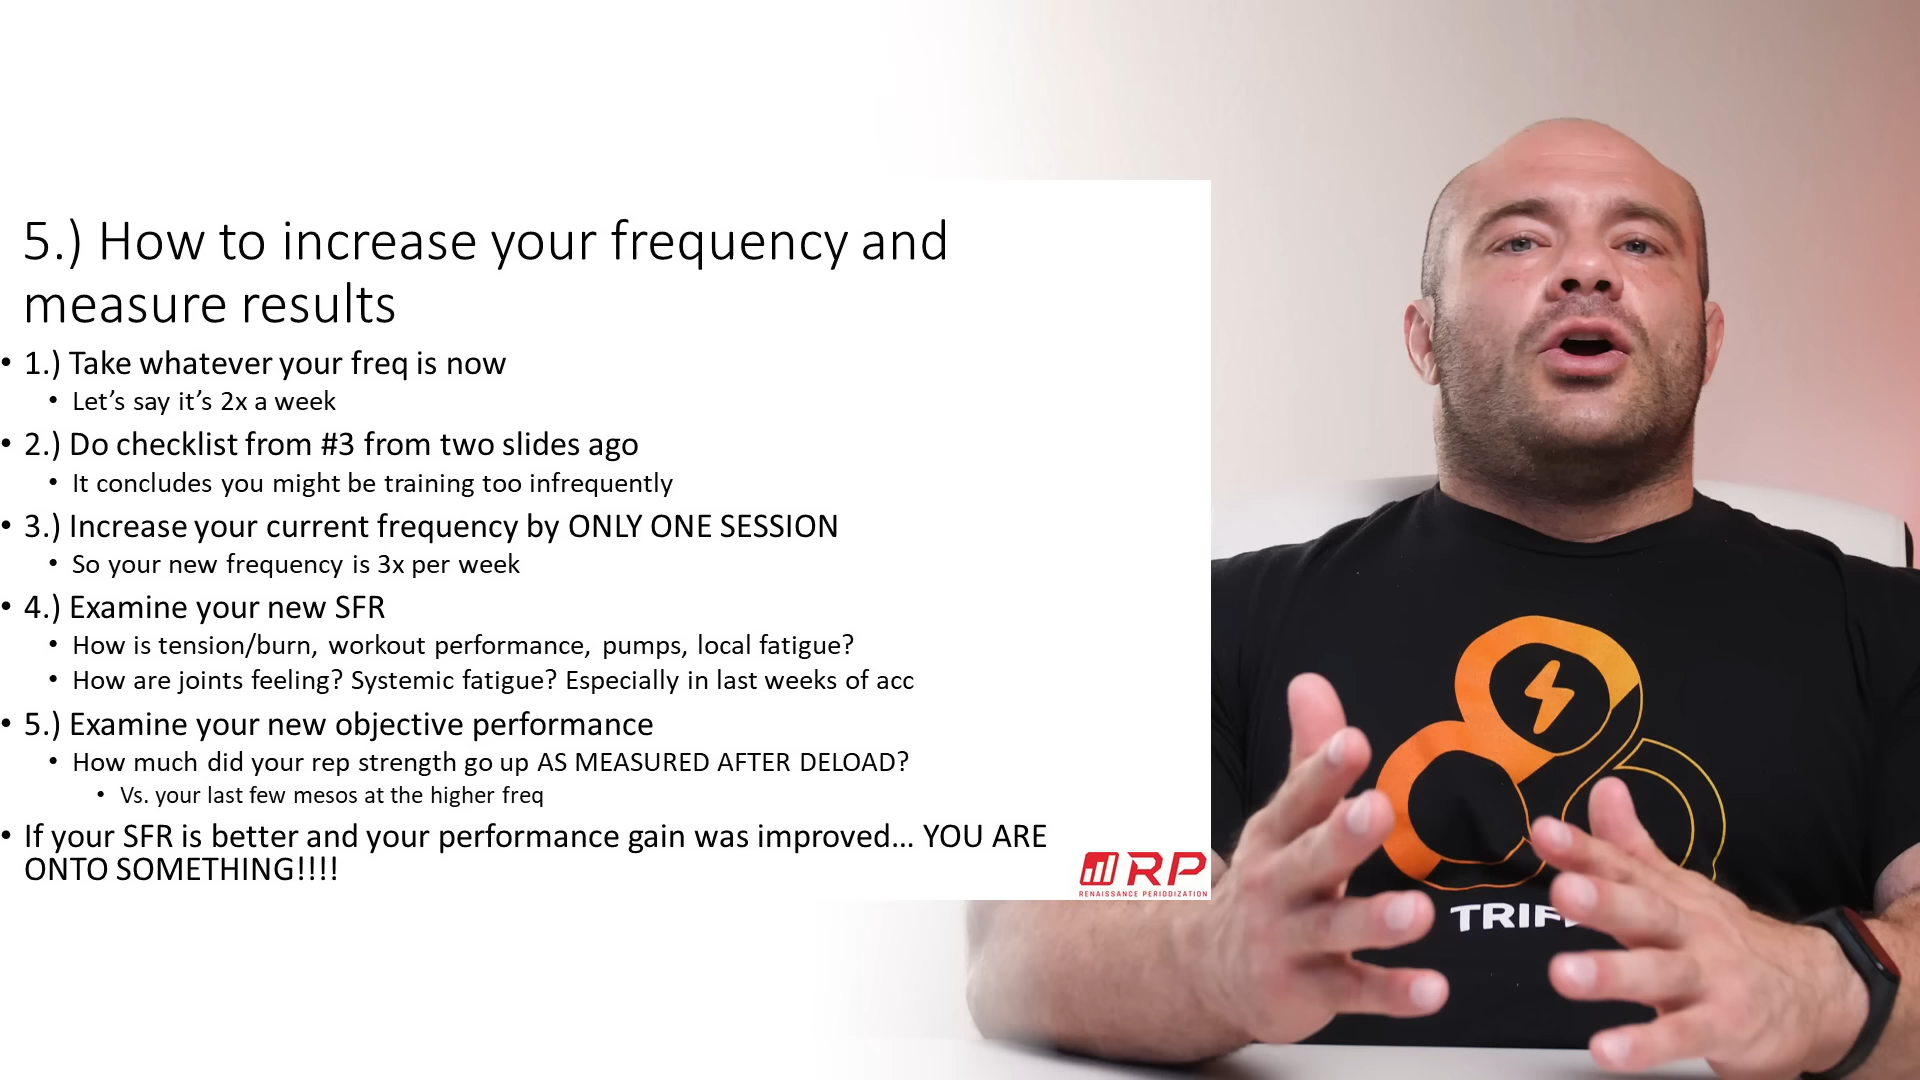 5.) How to increase your frequency and
measure results
• 1.) Take whatever your freq is now
• Let’s say it’s 2x a week
• 2.) Do checklist from #3 from two slides ago
• It concludes you might be training too infrequently
• 3.) Increase your current frequency by ONLY ONE SESSION
• So your new frequency is 3x per week
• 4.) Examine your new SFR
• How is tension/burn, workout performance, pumps, local fatigue?
• How are joints feeling? Systemic fatigue? Especially in last weeks of acc
• 5.) Examine your new objective performance
• How much did your rep strength go up AS MEASURED AFTER DELOAD?
• Vs. your last few mesos at the higher freq
• If your SFR is better and your performance gain was improved... YOU ARE
ONTO SOMETHING!!!!
RP
RENAISSANCE PERIODIZATION